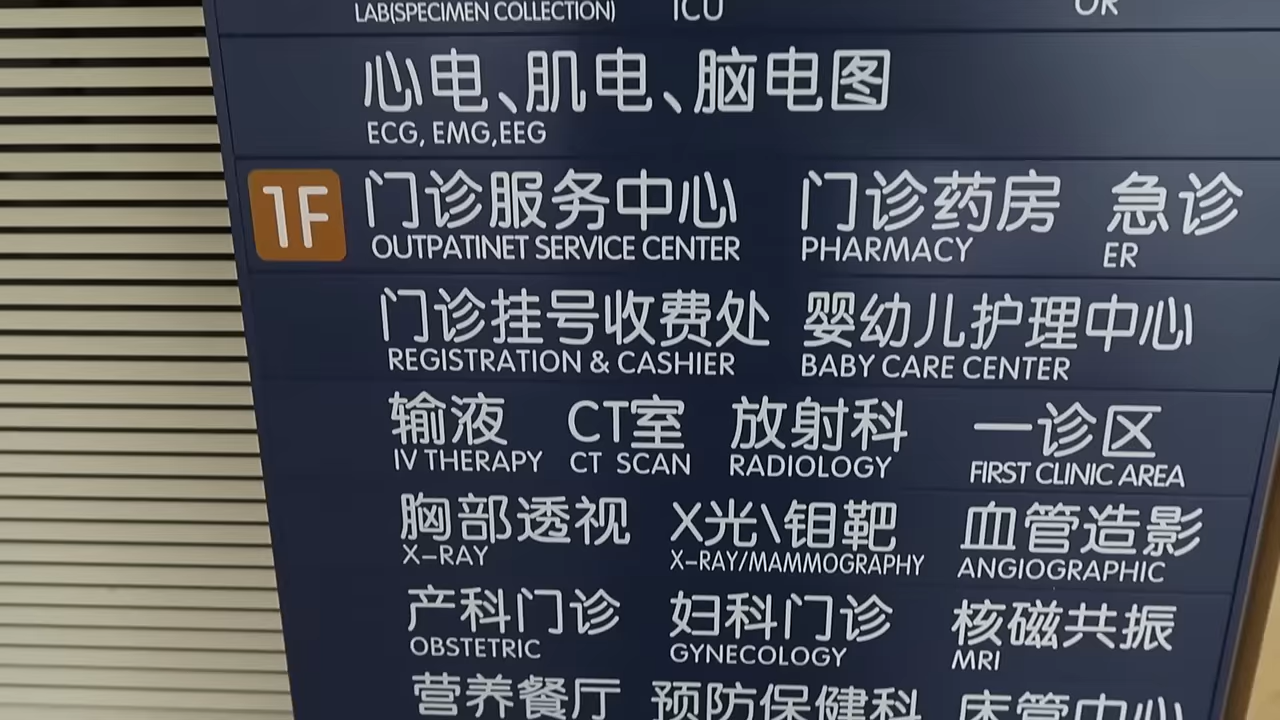 LAB(SPECIMEN COLLECTION) ICU OR
心电、肌电、脑电图
ECG, EMG,EEG
1F 门诊服务中心 门诊药房 急诊
OUTPATINET SERVICE CENTER PHARMACY ER
门诊挂号收费处 婴幼儿护理中心
REGISTRATION & CASHIER BABY CARE CENTER
输液 CT室 放射科 一诊区
IV THERAPY CT SCAN RADIOLOGY FIRST CLINIC AREA
胸部透视 X光\钼靶 血管造影
X-RAY X-RAY/MAMMOGRAPHY ANGIOGRAPHIC
产科门诊 妇科门诊 核磁共振
OBSTETRIC GYNECOLOGY MRI
营养餐厅 预防保健科 床管中心